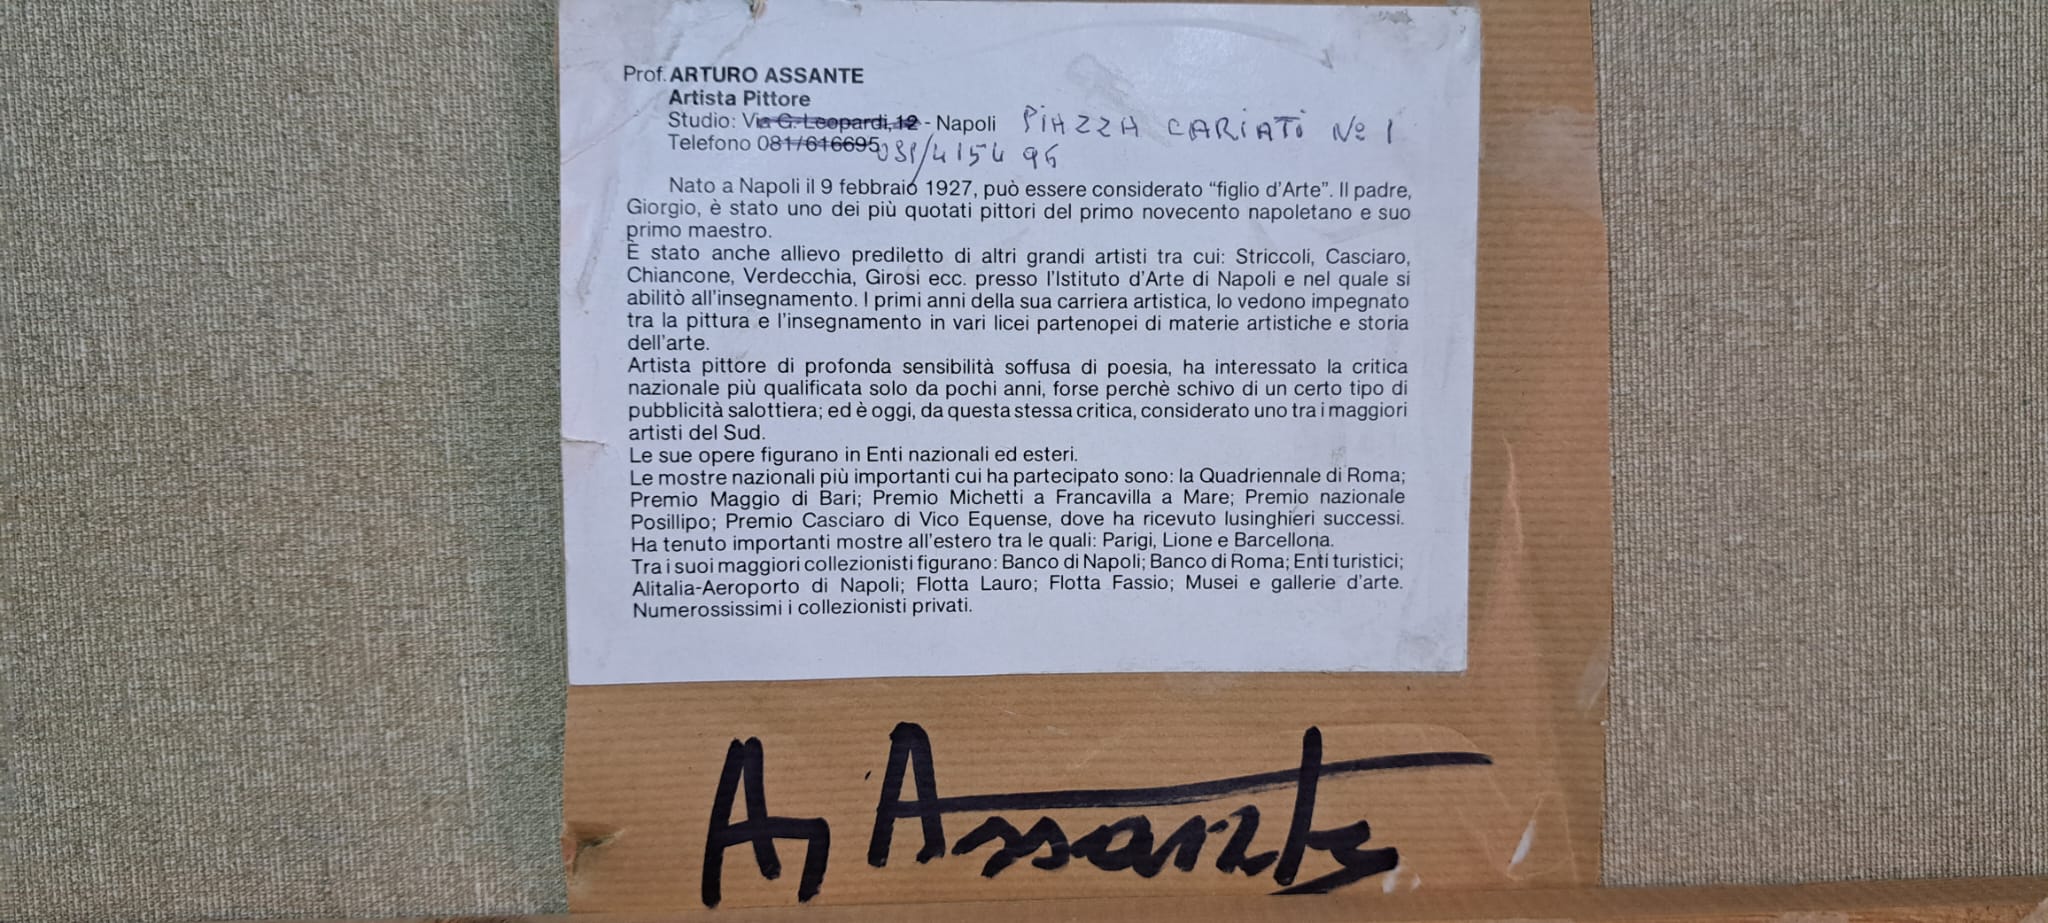 Prof. ARTURO ASSANTE
Artista Pittore
Studio: Via G. Leopardi, 12 - Napoli PIAZZA CARIATI Nº 1
Telefono 081/616695 081/415496
Nato a Napoli il 9 febbraio 1927, può essere considerato “figlio d’Arte”. Il padre,
Giorgio, è stato uno dei più quotati pittori del primo novecento napoletano e suo
primo maestro.
È stato anche allievo prediletto di altri grandi artisti tra cui: Striccoli, Casciaro,
Chiancone, Verdecchia, Girosi ecc. presso l’Istituto d’Arte di Napoli e nel quale si
abilitò all’insegnamento. I primi anni della sua carriera artistica, lo vedono impegnato
tra la pittura e l’insegnamento in vari licei partenopei di materie artistiche e storia
dell’arte.
Artista pittore di profonda sensibilità soffusa di poesia, ha interessato la critica
nazionale più qualificata solo da pochi anni, forse perchè schivo di un certo tipo di
pubblicità salottiera; ed è oggi, da questa stessa critica, considerato uno tra i maggiori
artisti del Sud.
Le sue opere figurano in Enti nazionali ed esteri.
Le mostre nazionali più importanti cui ha partecipato sono: la Quadriennale di Roma;
Premio Maggio di Bari; Premio Michetti a Francavilla a Mare; Premio nazionale
Posillipo; Premio Casciaro di Vico Equense, dove ha ricevuto lusinghieri successi.
Ha tenuto importanti mostre all’estero tra le quali: Parigi, Lione e Barcellona.
Tra i suoi maggiori collezionisti figurano: Banco di Napoli; Banco di Roma; Enti turistici;
Alitalia-Aeroporto di Napoli; Flotta Lauro; Flotta Fassio; Musei e gallerie d’arte.
Numerossissimi i collezionisti privati.
Ar Assante